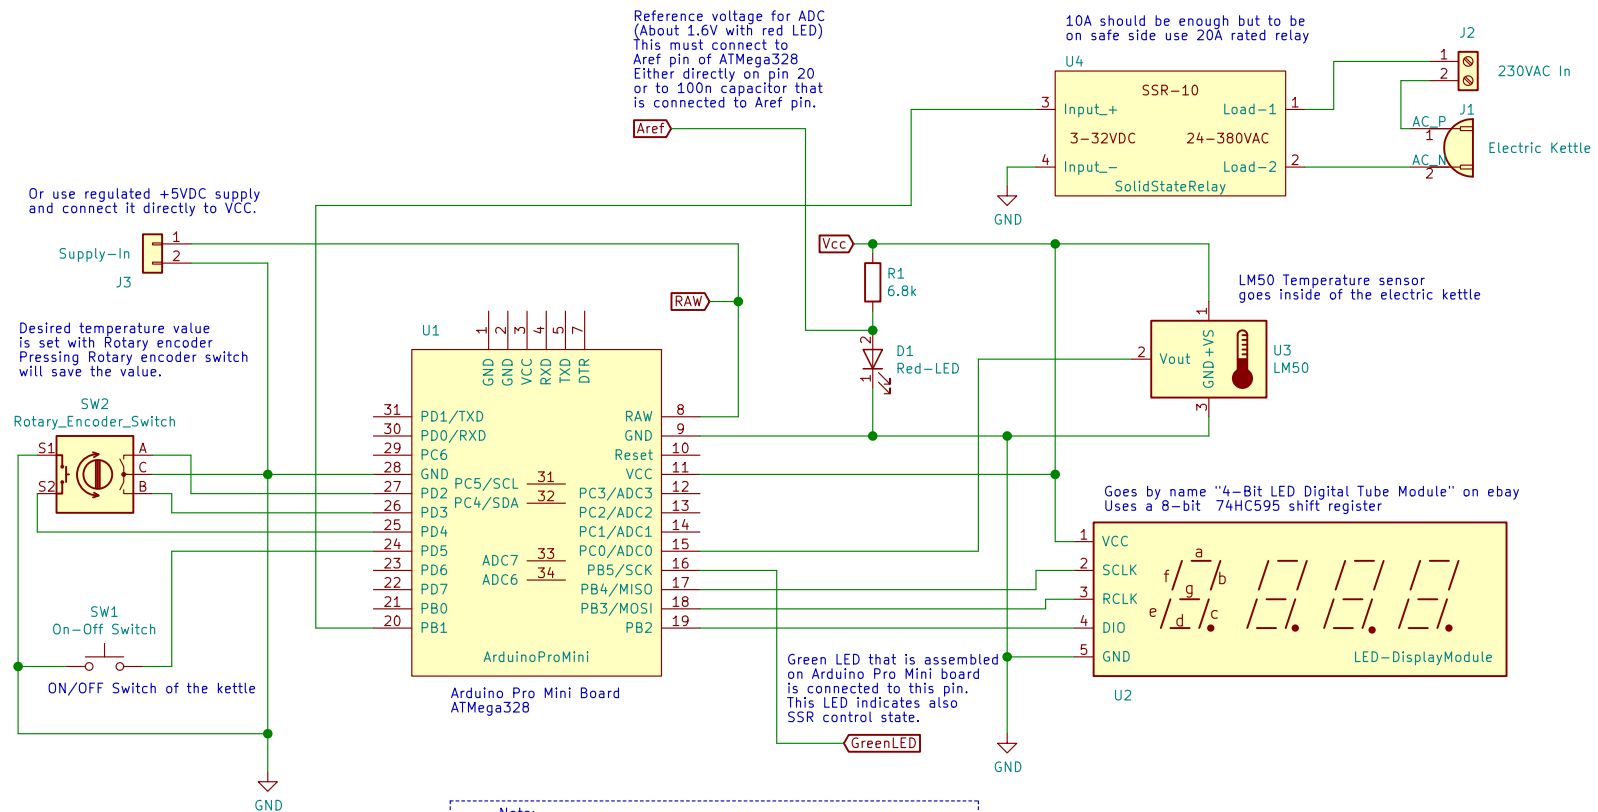 Reference voltage for ADC
(About 1.6V with red LED)
This must connect to
Aref pin of ATMega328
Either directly on pin 20
or to 100n capacitor that
is connected to Aref pin.
Aref
10A should be enough but to be
on safe side use 20A rated relay
U4
SSR-10
3 Input_+ Load-1 1
3-32VDC 24-380VAC
4 Input_- Load-2 2
SolidStateRelay
GND
J2
1
2
230VAC In
J1
AC_P
1
AC_N
2
Electric Kettle
Or use regulated +5VDC supply
and connect it directly to VCC.
Supply-In
1
2
J3
RAW
Vcc
R1
6.8k
2
D1
Red-LED
1
LM50 Temperature sensor
goes inside of the electric kettle
1
2 Vout
+VS
GND
3
U3
LM50
Desired temperature value
is set with Rotary encoder
Pressing Rotary encoder switch
will save the value.
SW2
Rotary_Encoder_Switch
S1 A
C
S2 B
U1
1 2 3 4 5 7
GND GND VCC RXD TXD DTR
31 PD1/TXD RAW 8
30 PD0/RXD GND 9
29 PC6 Reset 10
28 GND VCC 11
PC5/SCL 31
27 PD2 PC3/ADC3 12
PC4/SDA 32
26 PD3 PC2/ADC2 13
25 PD4 PC1/ADC1 14
24 PD5 PC0/ADC0 15
ADC7 33
23 PD6 PB5/SCK 16
ADC6 34
22 PD7 PB4/MISO 17
21 PB0 PB3/MOSI 18
20 PB1 PB2 19
ArduinoProMini
Arduino Pro Mini Board
ATMega328
SW1
On-Off Switch
ON/OFF Switch of the kettle
GND
Goes by name "4-Bit LED Digital Tube Module" on ebay
Uses a 8-bit  74HC595 shift register
1 VCC
2 SCLK
3 RCLK
4 DIO
5 GND
a
f b
g
e c
d
LED-DisplayModule
U2
Green LED that is assembled
on Arduino Pro Mini board
is connected to this pin.
This LED indicates also
SSR control state.
GreenLED
GND
Note: